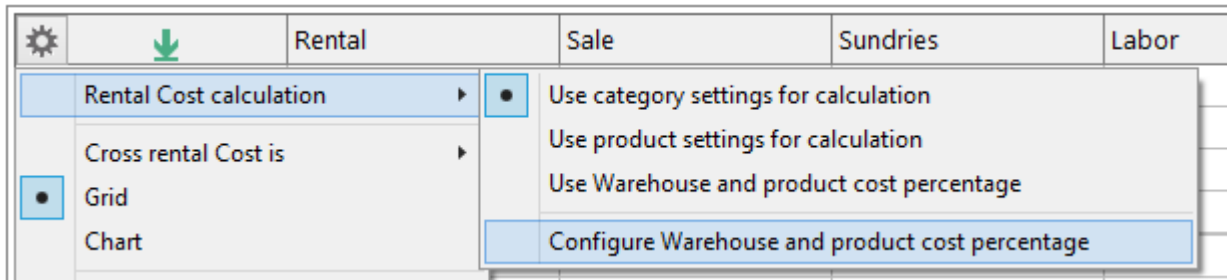 Rental Sale Sundries Labor
Rental Cost calculation
Use category settings for calculation
Use product settings for calculation
Cross rental Cost is
Use Warehouse and product cost percentage
Grid
Chart
Configure Warehouse and product cost percentage